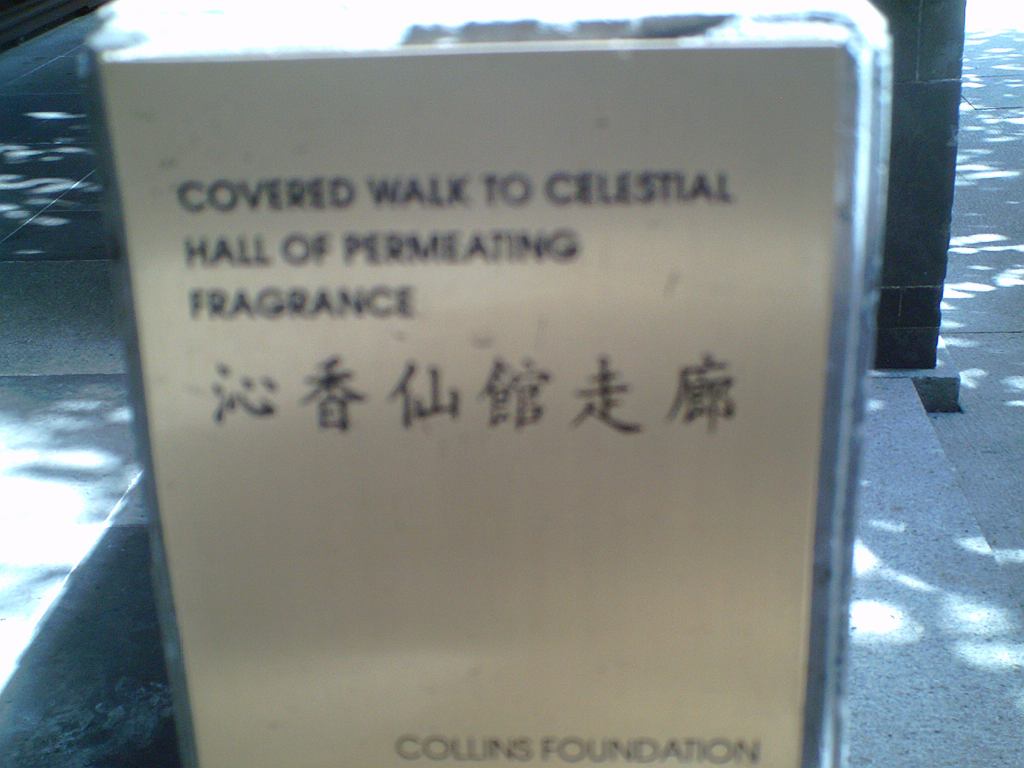 COVERED WALK TO CELESTIAL
HALL OF PERMEATING
FRAGRANCE
沁香仙館走廊
COLLINS FOUNDATION